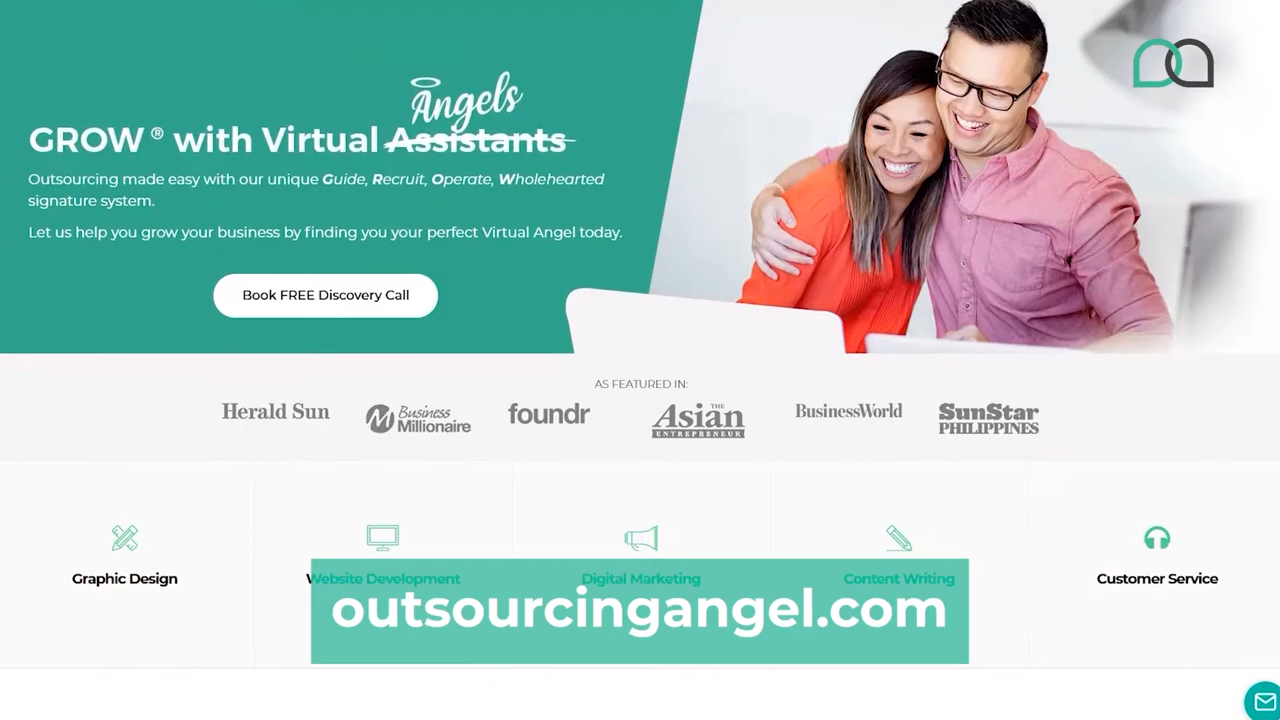 Angels
GROW ® with Virtual Assistants
Outsourcing made easy with our unique Guide, Recruit, Operate, Wholehearted
signature system.
Let us help you grow your business by finding you your perfect Virtual Angel today.
Book FREE Discovery Call
AS FEATURED IN:
Herald Sun
M Business Millionaire
foundr
THE Asian ENTREPRENEUR
BusinessWorld
SunStar PHILIPPINES
Graphic Design
Website Development
Digital Marketing
Content Writing
Customer Service
outsourcingangel.com